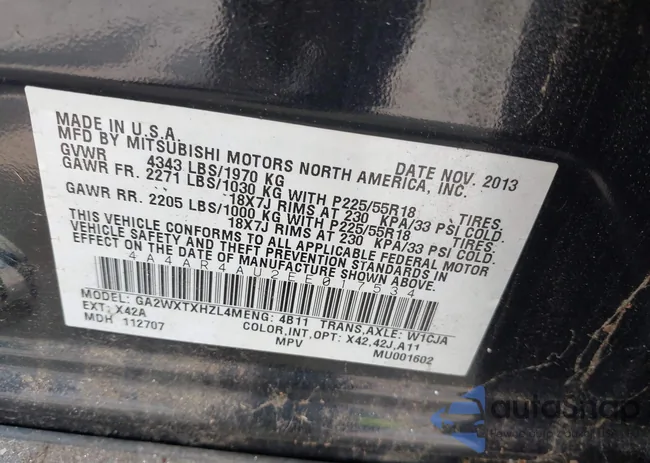 MADE IN U.S.A. DATE NOV. 2013
MFD BY MITSUBISHI MOTORS NORTH AMERICA, INC.
GVWR 4343 LBS/1970 KG
GAWR FR. 2271 LBS/1030 KG WITH P225/55R18 TIRES.
18X7J RIMS AT 230 KPA/33 PSI COLD.
GAWR RR. 2205 LBS/1000 KG WITH P225/55R18 TIRES.
18X7J RIMS AT 230 KPA/33 PSI COLD.
THIS VEHICLE CONFORMS TO ALL APPLICABLE FEDERAL MOTOR
VEHICLE SAFETY, BUMPER, AND THEFT PREVENTION STANDARDS IN
EFFECT ON THE DATE OF MANUFACTURE SHOWN ABOVE.
4A4AR4AU2EE017534
MODEL: GA2WXTXHZL4MENG: 4B11 TRANS,AXLE: W1CJA
EXT: X42A COLOR,INT,OPT: X42,42J,A11
MDH 112707 MPV MU001602
autosnap